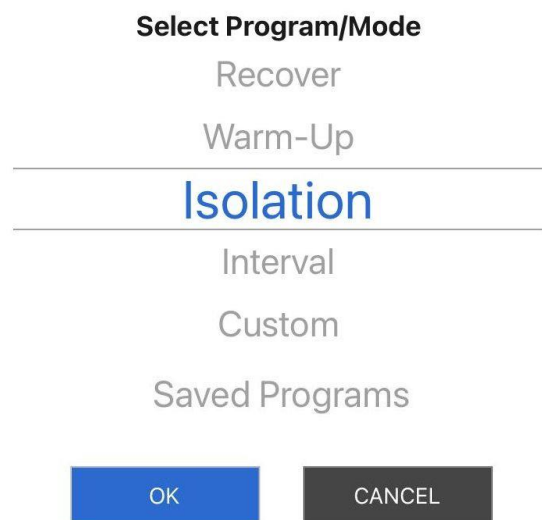 Select Program/Mode
Recover
Warm-Up
Isolation
Interval
Custom
Saved Programs
OK CANCEL